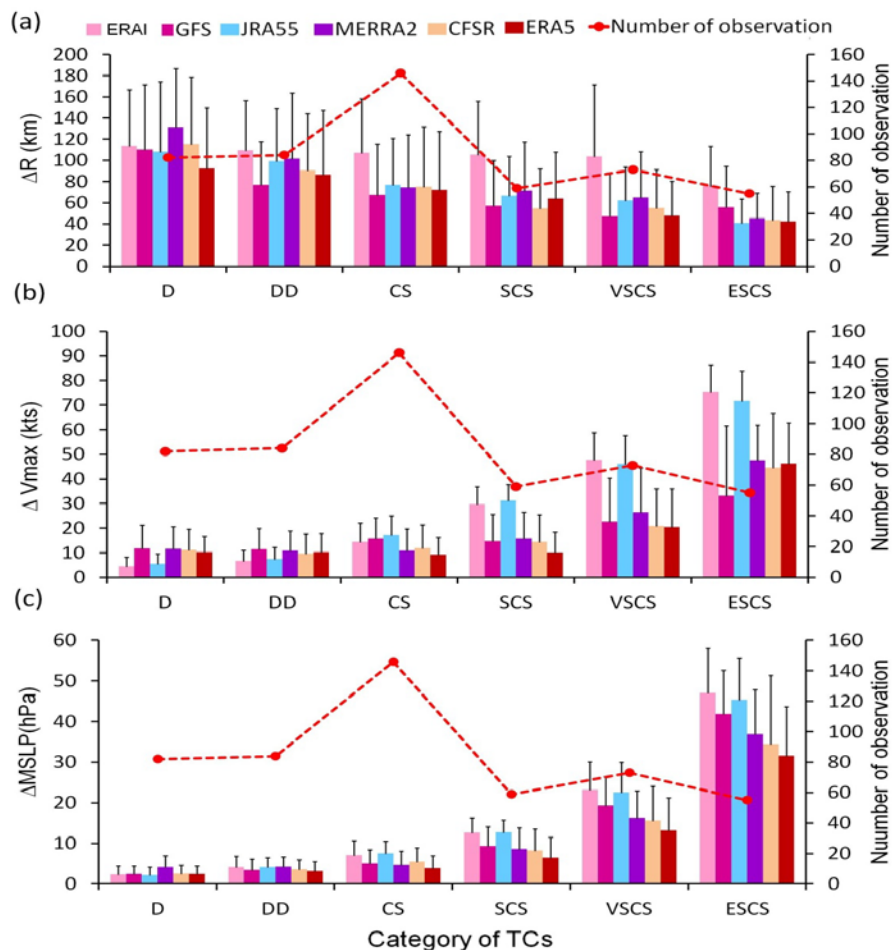 (a)
ERAI GFS JRA55 MERRA2 CFSR ERA5 Number of observation
200 160
180 140
160 120
140 100
120 80
100 60
80 40
60 20
40 0
20
0
ΔR (km)
Number of observation
D DD CS SCS VSCS ESCS
(b)
100 160
90 140
80 120
70 100
60 80
50 60
40 40
30 20
20 0
10
0
Δ Vmax (kts)
Number of observation
D DD CS SCS VSCS ESCS
(c)
60 160
50 140
40 120
30 100
20 80
10 60
0 40
20
0
ΔMSLP(hPa)
Nuumber of observation
D DD CS SCS VSCS ESCS
Category of TCs